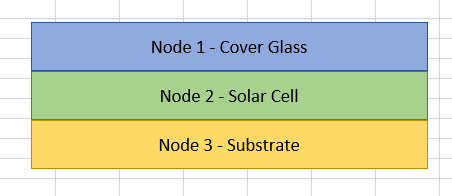 Node 1 - Cover Glass
Node 2 - Solar Cell
Node 3 - Substrate